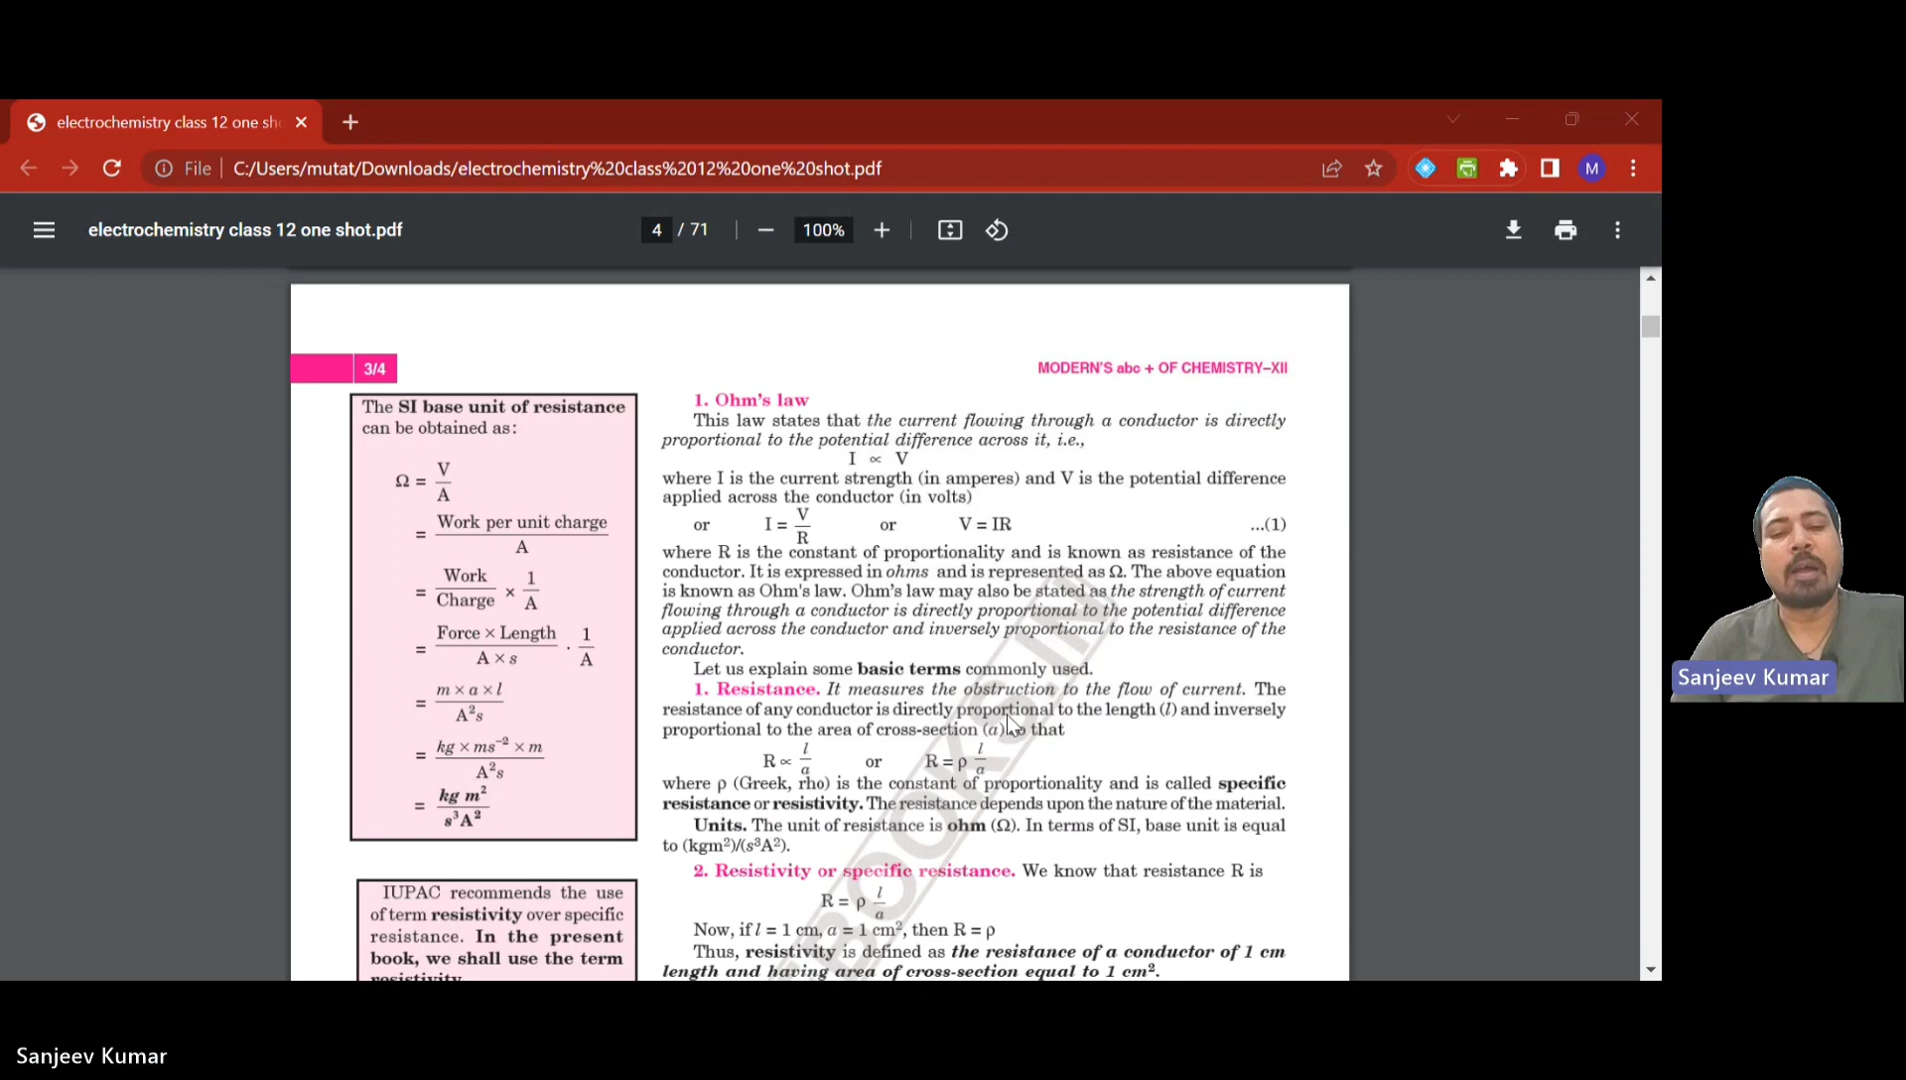 electrochemistry class 12 one sh
File C:/Users/mutat/Downloads/electrochemistry%20class%2012%20one%20shot.pdf
M
electrochemistry class 12 one shot.pdf
4 / 71
100%
3/4
MODERN'S abc + OF CHEMISTRY–XII
The SI base unit of resistance
can be obtained as:
Ω = V/A
= Work per unit charge / A
= Work/Charge × 1/A
= Force × Length / A × s · 1/A
= m × a × l / A²s
= kg × ms⁻² × m / A²s
= kg m² / s³A²
IUPAC recommends the use
of term resistivity over specific
resistance. In the present
book, we shall use the term
resistivity.
1. Ohm's law
This law states that the current flowing through a conductor is directly
proportional to the potential difference across it, i.e.,
I ∝ V
where I is the current strength (in amperes) and V is the potential difference
applied across the conductor (in volts)
or I = V/R or V = IR ...(1)
where R is the constant of proportionality and is known as resistance of the
conductor. It is expressed in ohms and is represented as Ω. The above equation
is known as Ohm's law. Ohm's law may also be stated as the strength of current
flowing through a conductor is directly proportional to the potential difference
applied across the conductor and inversely proportional to the resistance of the
conductor.
Let us explain some basic terms commonly used.
1. Resistance. It measures the obstruction to the flow of current. The
resistance of any conductor is directly proportional to the length (l) and inversely
proportional to the area of cross-section (a) so that
R ∝ l/a or R = ρ l/a
where ρ (Greek, rho) is the constant of proportionality and is called specific
resistance or resistivity. The resistance depends upon the nature of the material.
Units. The unit of resistance is ohm (Ω). In terms of SI, base unit is equal
to (kgm²)/(s³A²).
2. Resistivity or specific resistance. We know that resistance R is
R = ρ l/a
Now, if l = 1 cm, a = 1 cm², then R = ρ
Thus, resistivity is defined as the resistance of a conductor of 1 cm
length and having area of cross-section equal to 1 cm².
BOOKS.IN
Sanjeev Kumar
Sanjeev Kumar